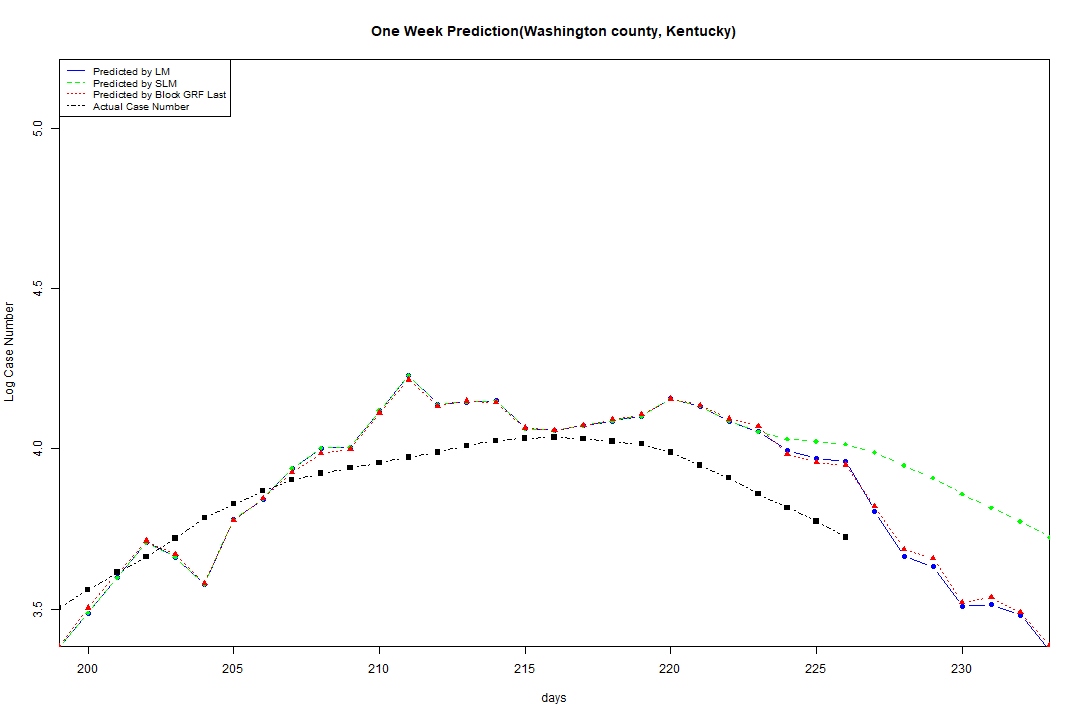 One Week Prediction(Washington county, Kentucky)
Predicted by LM
Predicted by SLM
Predicted by Block GRF Last
Actual Case Number
Log Case Number
5.0
4.5
4.0
3.5
200 205 210 215 220 225 230
days